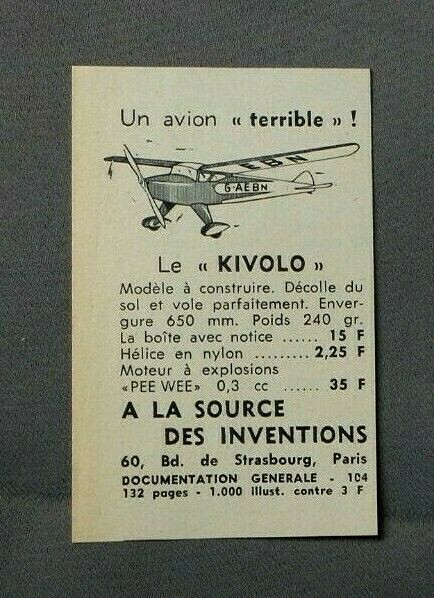 Un avion « terrible » !
EBN
G-AEBN
Le « KIVOLO »
Modèle à construire. Décolle du
sol et vole parfaitement. Enver-
gure 650 mm. Poids 240 gr.
La boîte avec notice ...... 15 F
Hélice en nylon ......... 2,25 F
Moteur à explosions
«PEE WEE» 0,3 cc ...... 35 F
A LA SOURCE
DES INVENTIONS
60, Bd. de Strasbourg, Paris
DOCUMENTATION GENERALE - 104
132 pages - 1.000 illust. contre 3 F